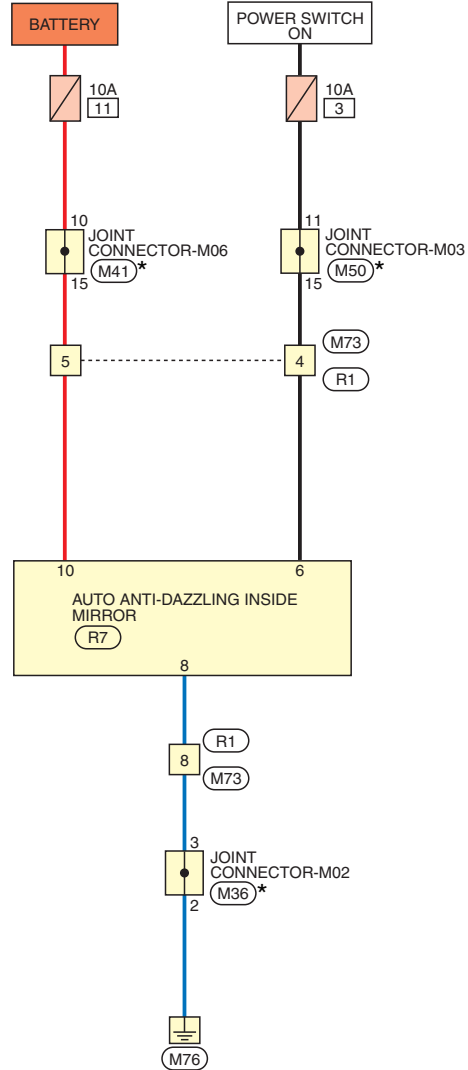 BATTERY
POWER SWITCH
ON
10A
11
10A
3
10
JOINT
CONNECTOR-M06
M41*
15
11
JOINT
CONNECTOR-M03
M50*
15
5
4
M73
R1
10
6
AUTO ANTI-DAZZLING INSIDE
MIRROR
R7
8
8
R1
M73
3
JOINT
CONNECTOR-M02
M36*
2
M76